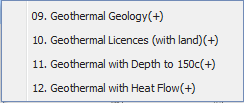 09. Geothermal Geology(+)
10. Geothermal Licences (with land)(+)
11. Geothermal with Depth to 150c(+)
12. Geothermal with Heat Flow(+)